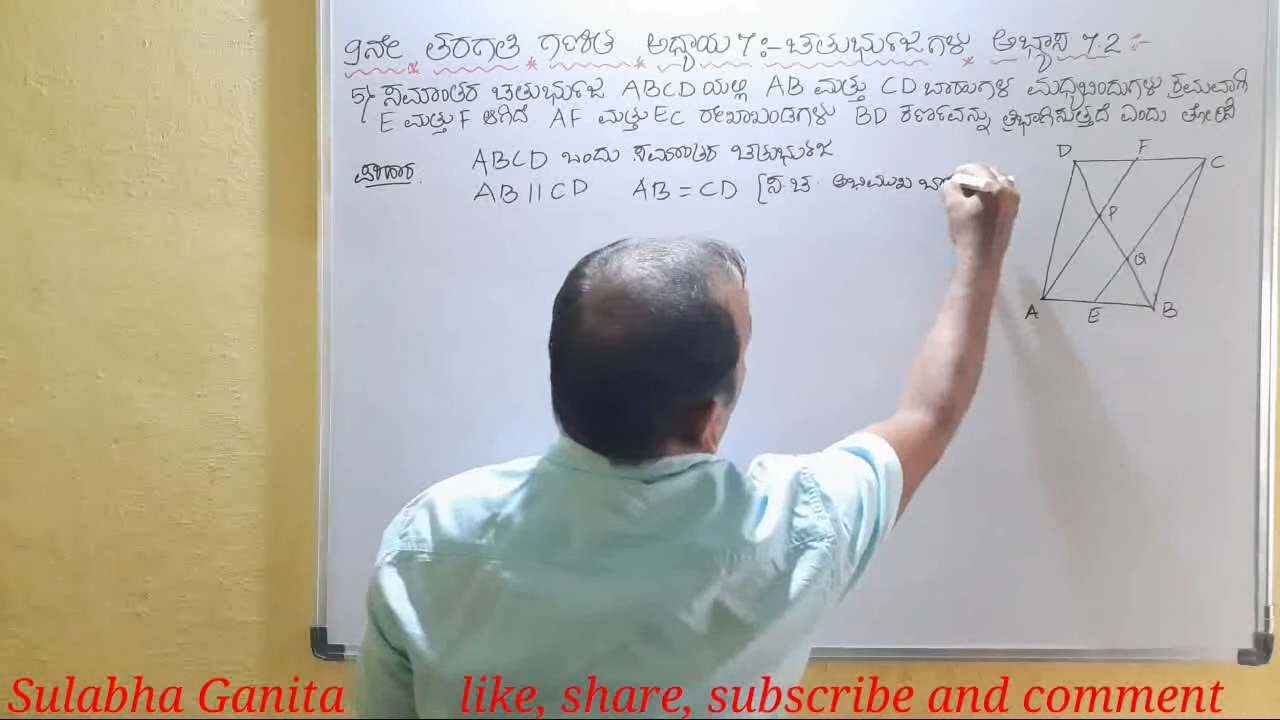 9ನೇ ತರಗತಿ ಗಣಿತ ಅಧ್ಯಾಯ 7:- ಚತುರ್ಭುಜಗಳು ಅಭ್ಯಾಸ 7.2 :-
5) ಸಮಾಂತರ ಚತುರ್ಭುಜ ABCD ಯಲ್ಲಿ AB ಮತ್ತು CD ಬಾಹುಗಳ ಮಧ್ಯಬಿಂದುಗಳು ಕ್ರಮವಾಗಿ
E ಮತ್ತು F ಆಗಿದೆ AF ಮತ್ತು EC ರೇಖಾಖಂಡಗಳು BD ಕರ್ಣವನ್ನು ತ್ರಿಭಾಗಿಸುತ್ತದೆ ಎಂದು ತೋರಿಸಿ
ಪರಿಹಾರ. ABCD ಒಂದು ಸಮಾಂತರ ಚತುರ್ಭುಜ
AB || CD AB = CD [ಸ.ಚ. ಅಭಿಮುಖ
D F C
P
Q
A E B
Sulabha Ganita like, share, subscribe and comment